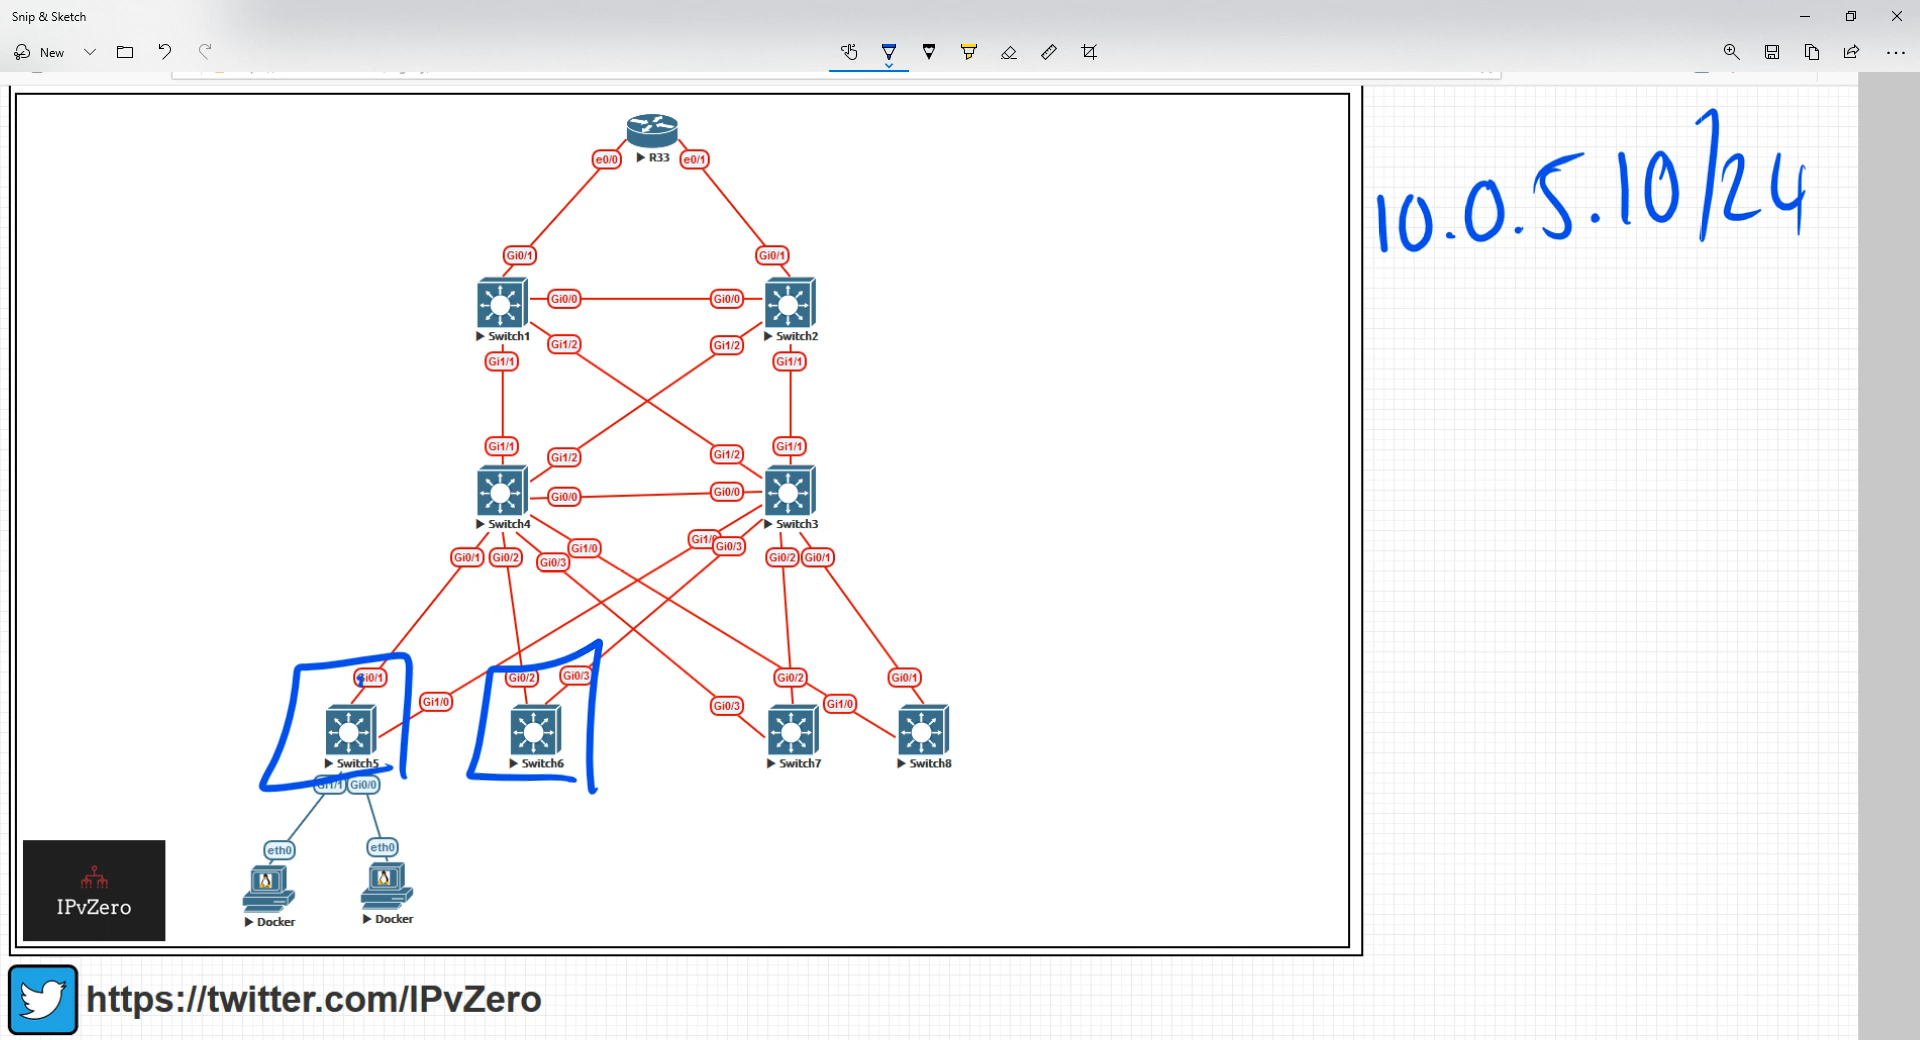 Snip & Sketch
New
10.0.5.10/24
R33
e0/0
e0/1
Gi0/1
Gi0/1
Gi0/0
Gi0/0
Switch1
Switch2
Gi1/2
Gi1/2
Gi1/1
Gi1/1
Gi1/1
Gi1/1
Gi1/2
Gi1/2
Gi0/0
Gi0/0
Switch4
Switch3
Gi0/1
Gi0/2
Gi0/3
Gi1/0
Gi0/3
Gi0/2
Gi0/1
Gi0/1
Gi1/0
Gi0/2
Gi0/3
Gi0/3
Gi0/2
Gi1/0
Gi0/1
Switch5
Switch6
Switch7
Switch8
Gi1/1
Gi0/0
eth0
eth0
Docker
Docker
IPvZero
https://twitter.com/IPvZero